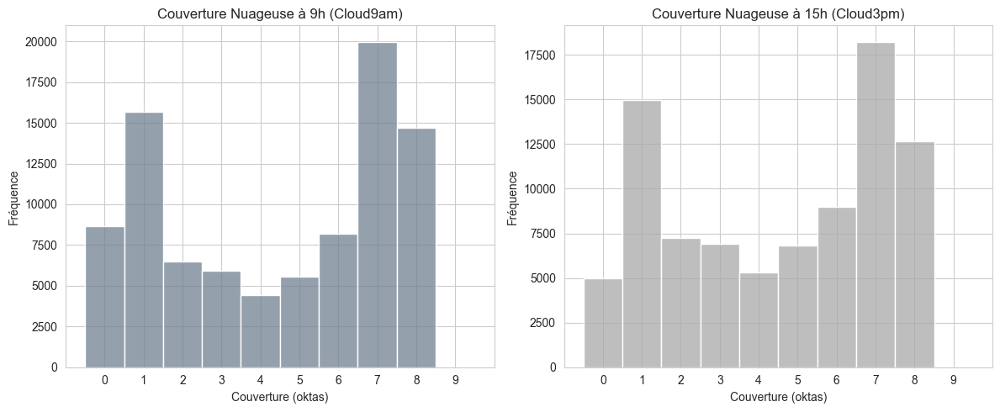 Couverture Nuageuse à 9h (Cloud9am)
20000
17500
15000
12500
10000
7500
5000
2500
0
Fréquence
0 1 2 3 4 5 6 7 8 9
Couverture (oktas)
Couverture Nuageuse à 15h (Cloud3pm)
17500
15000
12500
10000
7500
5000
2500
0
Fréquence
0 1 2 3 4 5 6 7 8 9
Couverture (oktas)